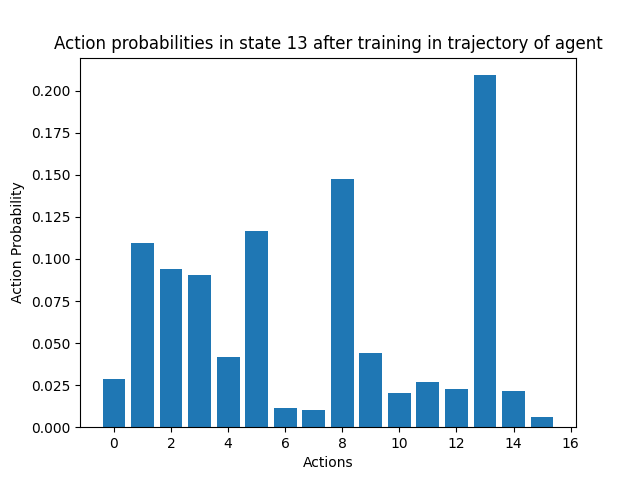 Action probabilities in state 13 after training in trajectory of agent
0.200
0.175
0.150
0.125
0.100
0.075
0.050
0.025
0.000
Action Probability
0 2 4 6 8 10 12 14 16
Actions